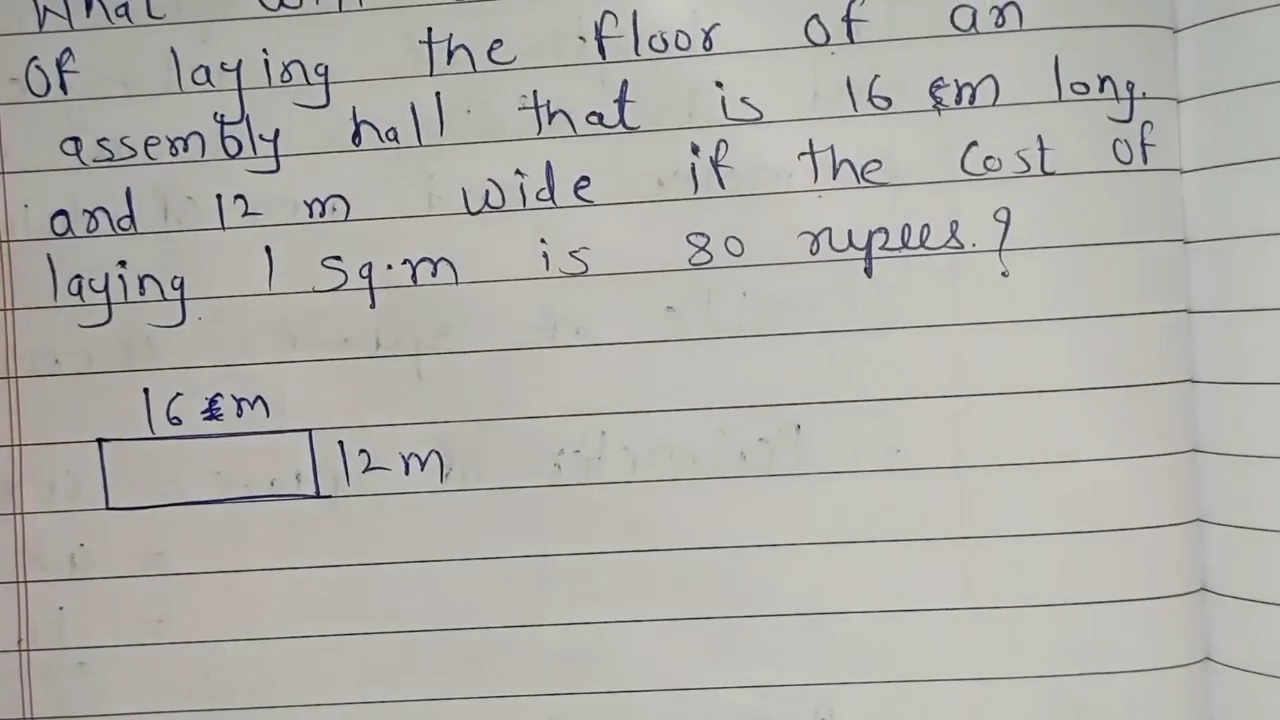 What
of laying the floor of an
assembly hall that is 16 m long.
and 12 m wide if the cost of
laying 1 Sq.m is 80 rupees.?
16 m
12 m